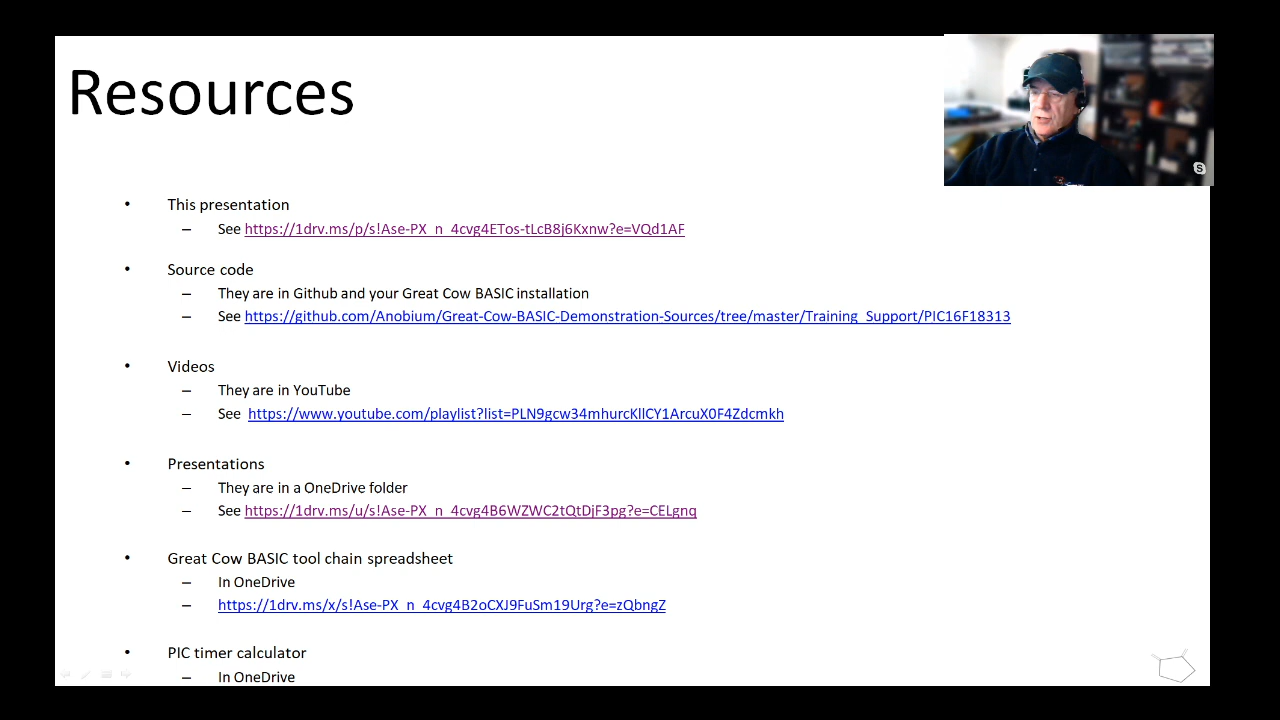 Resources
• This presentation
– See https://1drv.ms/p/s!Ase-PX_n_4cvg4ETos-tLcB8j6Kxnw?e=VQd1AF
• Source code
– They are in Github and your Great Cow BASIC installation
– See https://github.com/Anobium/Great-Cow-BASIC-Demonstration-Sources/tree/master/Training_Support/PIC16F18313
• Videos
– They are in YouTube
– See https://www.youtube.com/playlist?list=PLN9gcw34mhurcKllCY1ArcuX0F4Zdcmkh
• Presentations
– They are in a OneDrive folder
– See https://1drv.ms/u/s!Ase-PX_n_4cvg4B6WZWC2tQtDjF3pg?e=CELgnq
• Great Cow BASIC tool chain spreadsheet
– In OneDrive
– https://1drv.ms/x/s!Ase-PX_n_4cvg4B2oCXJ9FuSm19Urg?e=zQbngZ
• PIC timer calculator
– In OneDrive